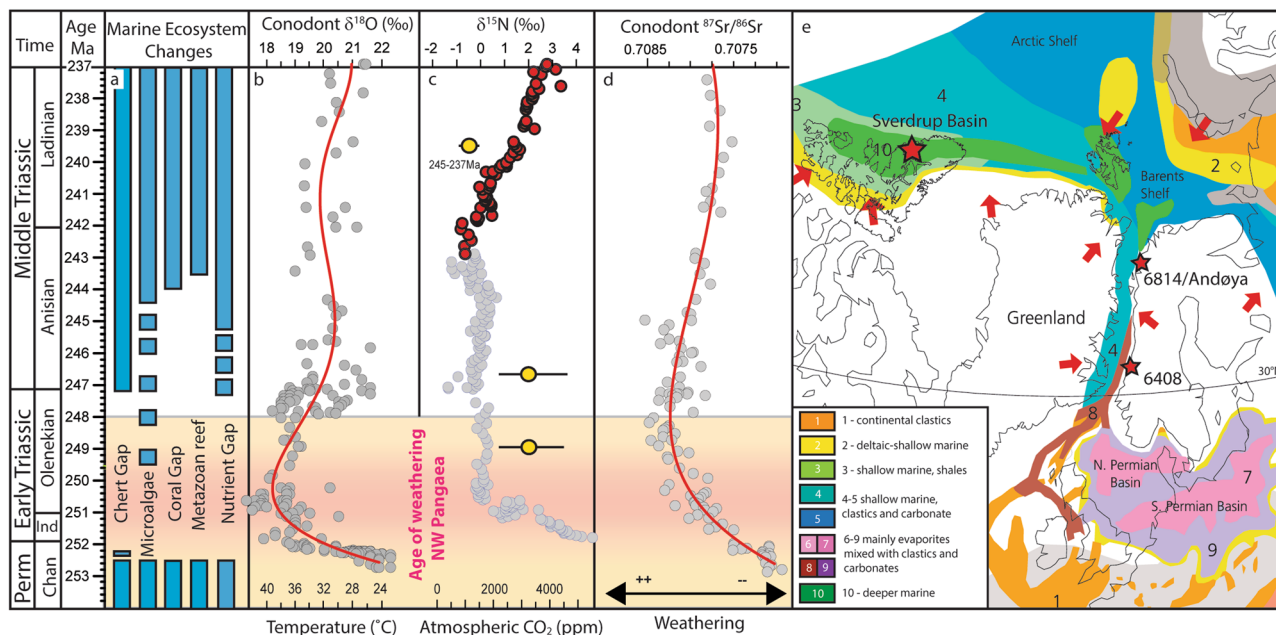 Time
Age
Ma
Marine Ecosystem
Changes
Conodont δ18O (‰)
18 19 20 21 22
δ15N (‰)
-2 -1 0 1 2 3 4
Conodont 87Sr/86Sr
0.7085 0.7075
Middle Triassic
Early Triassic
Perm
Ladinian
Anisian
Olenekian
Ind
Chan
237
238
239
240
241
242
243
244
245
246
247
248
249
250
251
252
253
a
b
c
d
e
Chert Gap
Microalgae
Coral Gap
Metazoan reef
Nutrient Gap
245-237Ma
Age of weathering
NW Pangaea
40 36 32 28 24
0 1000 3000 5000
++ --
Temperature (˚C)
Atmospheric CO2 (ppm)
Weathering
Arctic Shelf
3
4
Sverdrup Basin
10
2
Barents
Shelf
6814/Andøya
Greenland
4
6408
30°
8
N. Permian
Basin
7
S. Permian Basin
9
1
1 1 - continental clastics
2 2 - deltaic-shallow marine
3 3 - shallow marine, shales
4 4-5 shallow marine,
5 clastics and carbonate
6 7 6-9 mainly evaporites
mixed with clastics and
8 9 carbonates
10 10 - deeper marine